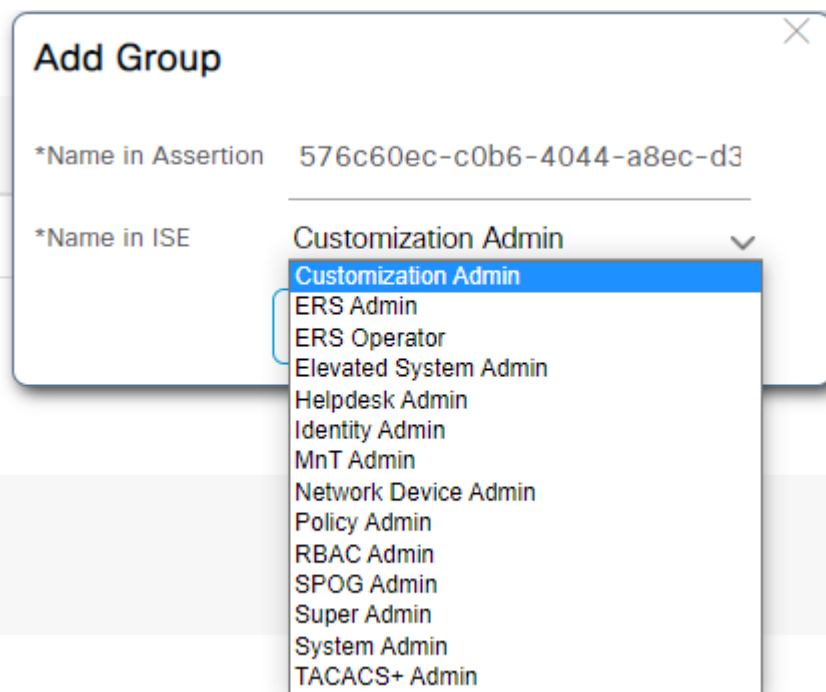 Add Group
*Name in Assertion 576c60ec-c0b6-4044-a8ec-d3
*Name in ISE Customization Admin
Customization Admin
ERS Admin
ERS Operator
Elevated System Admin
Helpdesk Admin
Identity Admin
MnT Admin
Network Device Admin
Policy Admin
RBAC Admin
SPOG Admin
Super Admin
System Admin
TACACS+ Admin